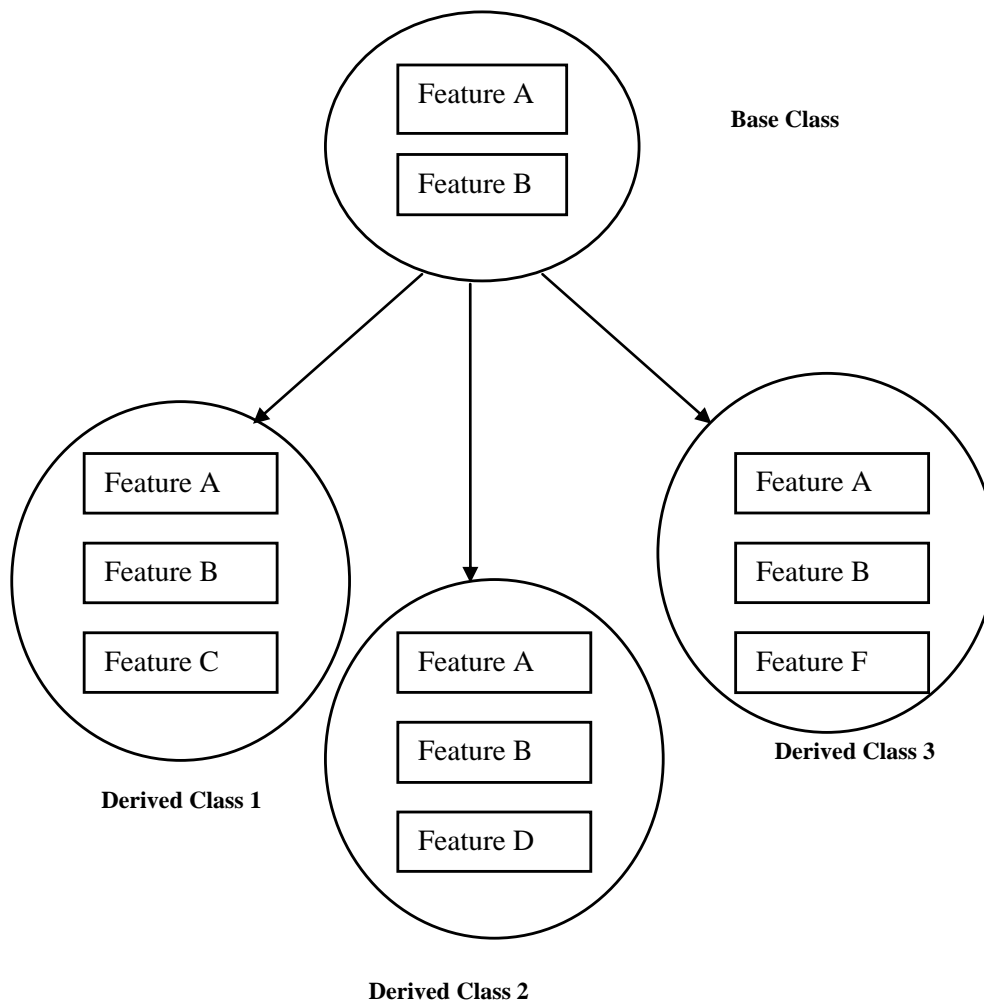 Feature A
Base Class
Feature B
Feature A
Feature B
Feature C
Derived Class 1
Feature A
Feature B
Feature D
Derived Class 2
Feature A
Feature B
Feature F
Derived Class 3